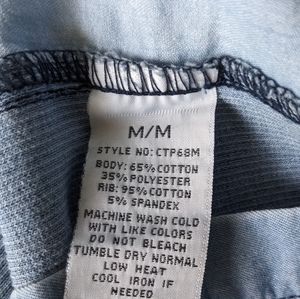 M/M
STYLE NO: CTP68M
BODY: 65% COTTON
35% POLYESTER
RIB: 95% COTTON
5% SPANDEX
MACHINE WASH COLD
WITH LIKE COLORS
DO NOT BLEACH
TUMBLE DRY NORMAL
LOW HEAT
COOL IRON IF
NEEDED